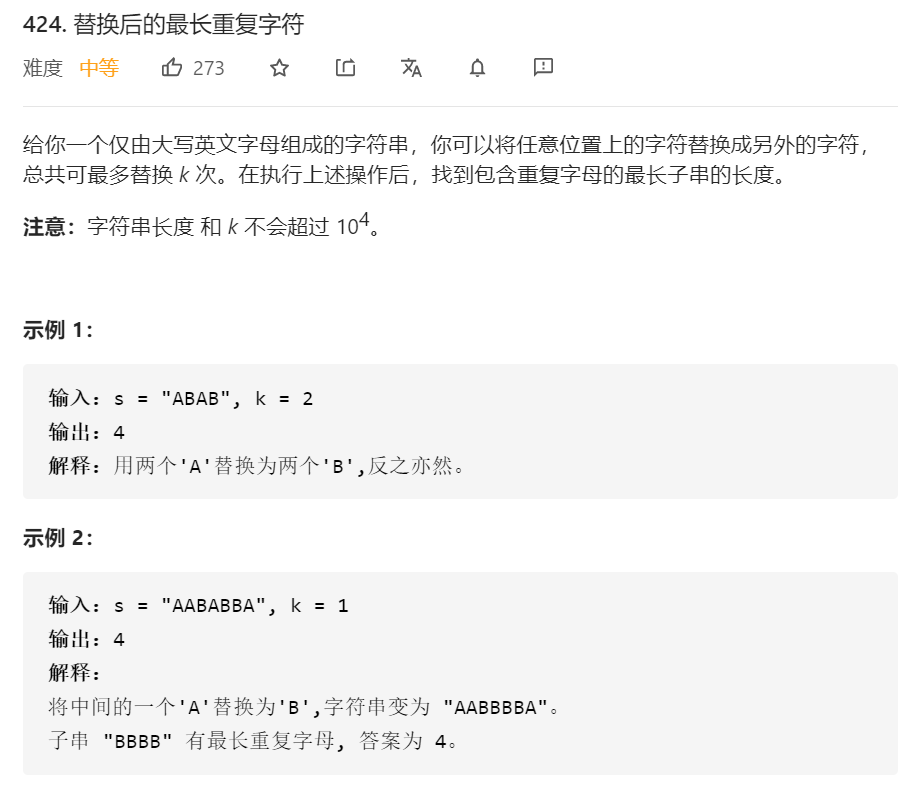 424. 替换后的最长重复字符
难度 中等 273 文A
给你一个仅由大写英文字母组成的字符串，你可以将任意位置上的字符替换成另外的字符，
总共可最多替换 k 次。在执行上述操作后，找到包含重复字母的最长子串的长度。
注意：字符串长度 和 k 不会超过 10⁴。
示例 1：
输入：s = "ABAB", k = 2
输出：4
解释：用两个'A'替换为两个'B',反之亦然。
示例 2：
输入：s = "AABABBA", k = 1
输出：4
解释：
将中间的一个'A'替换为'B',字符串变为 "AABBBBA"。
子串 "BBBB" 有最长重复字母, 答案为 4。